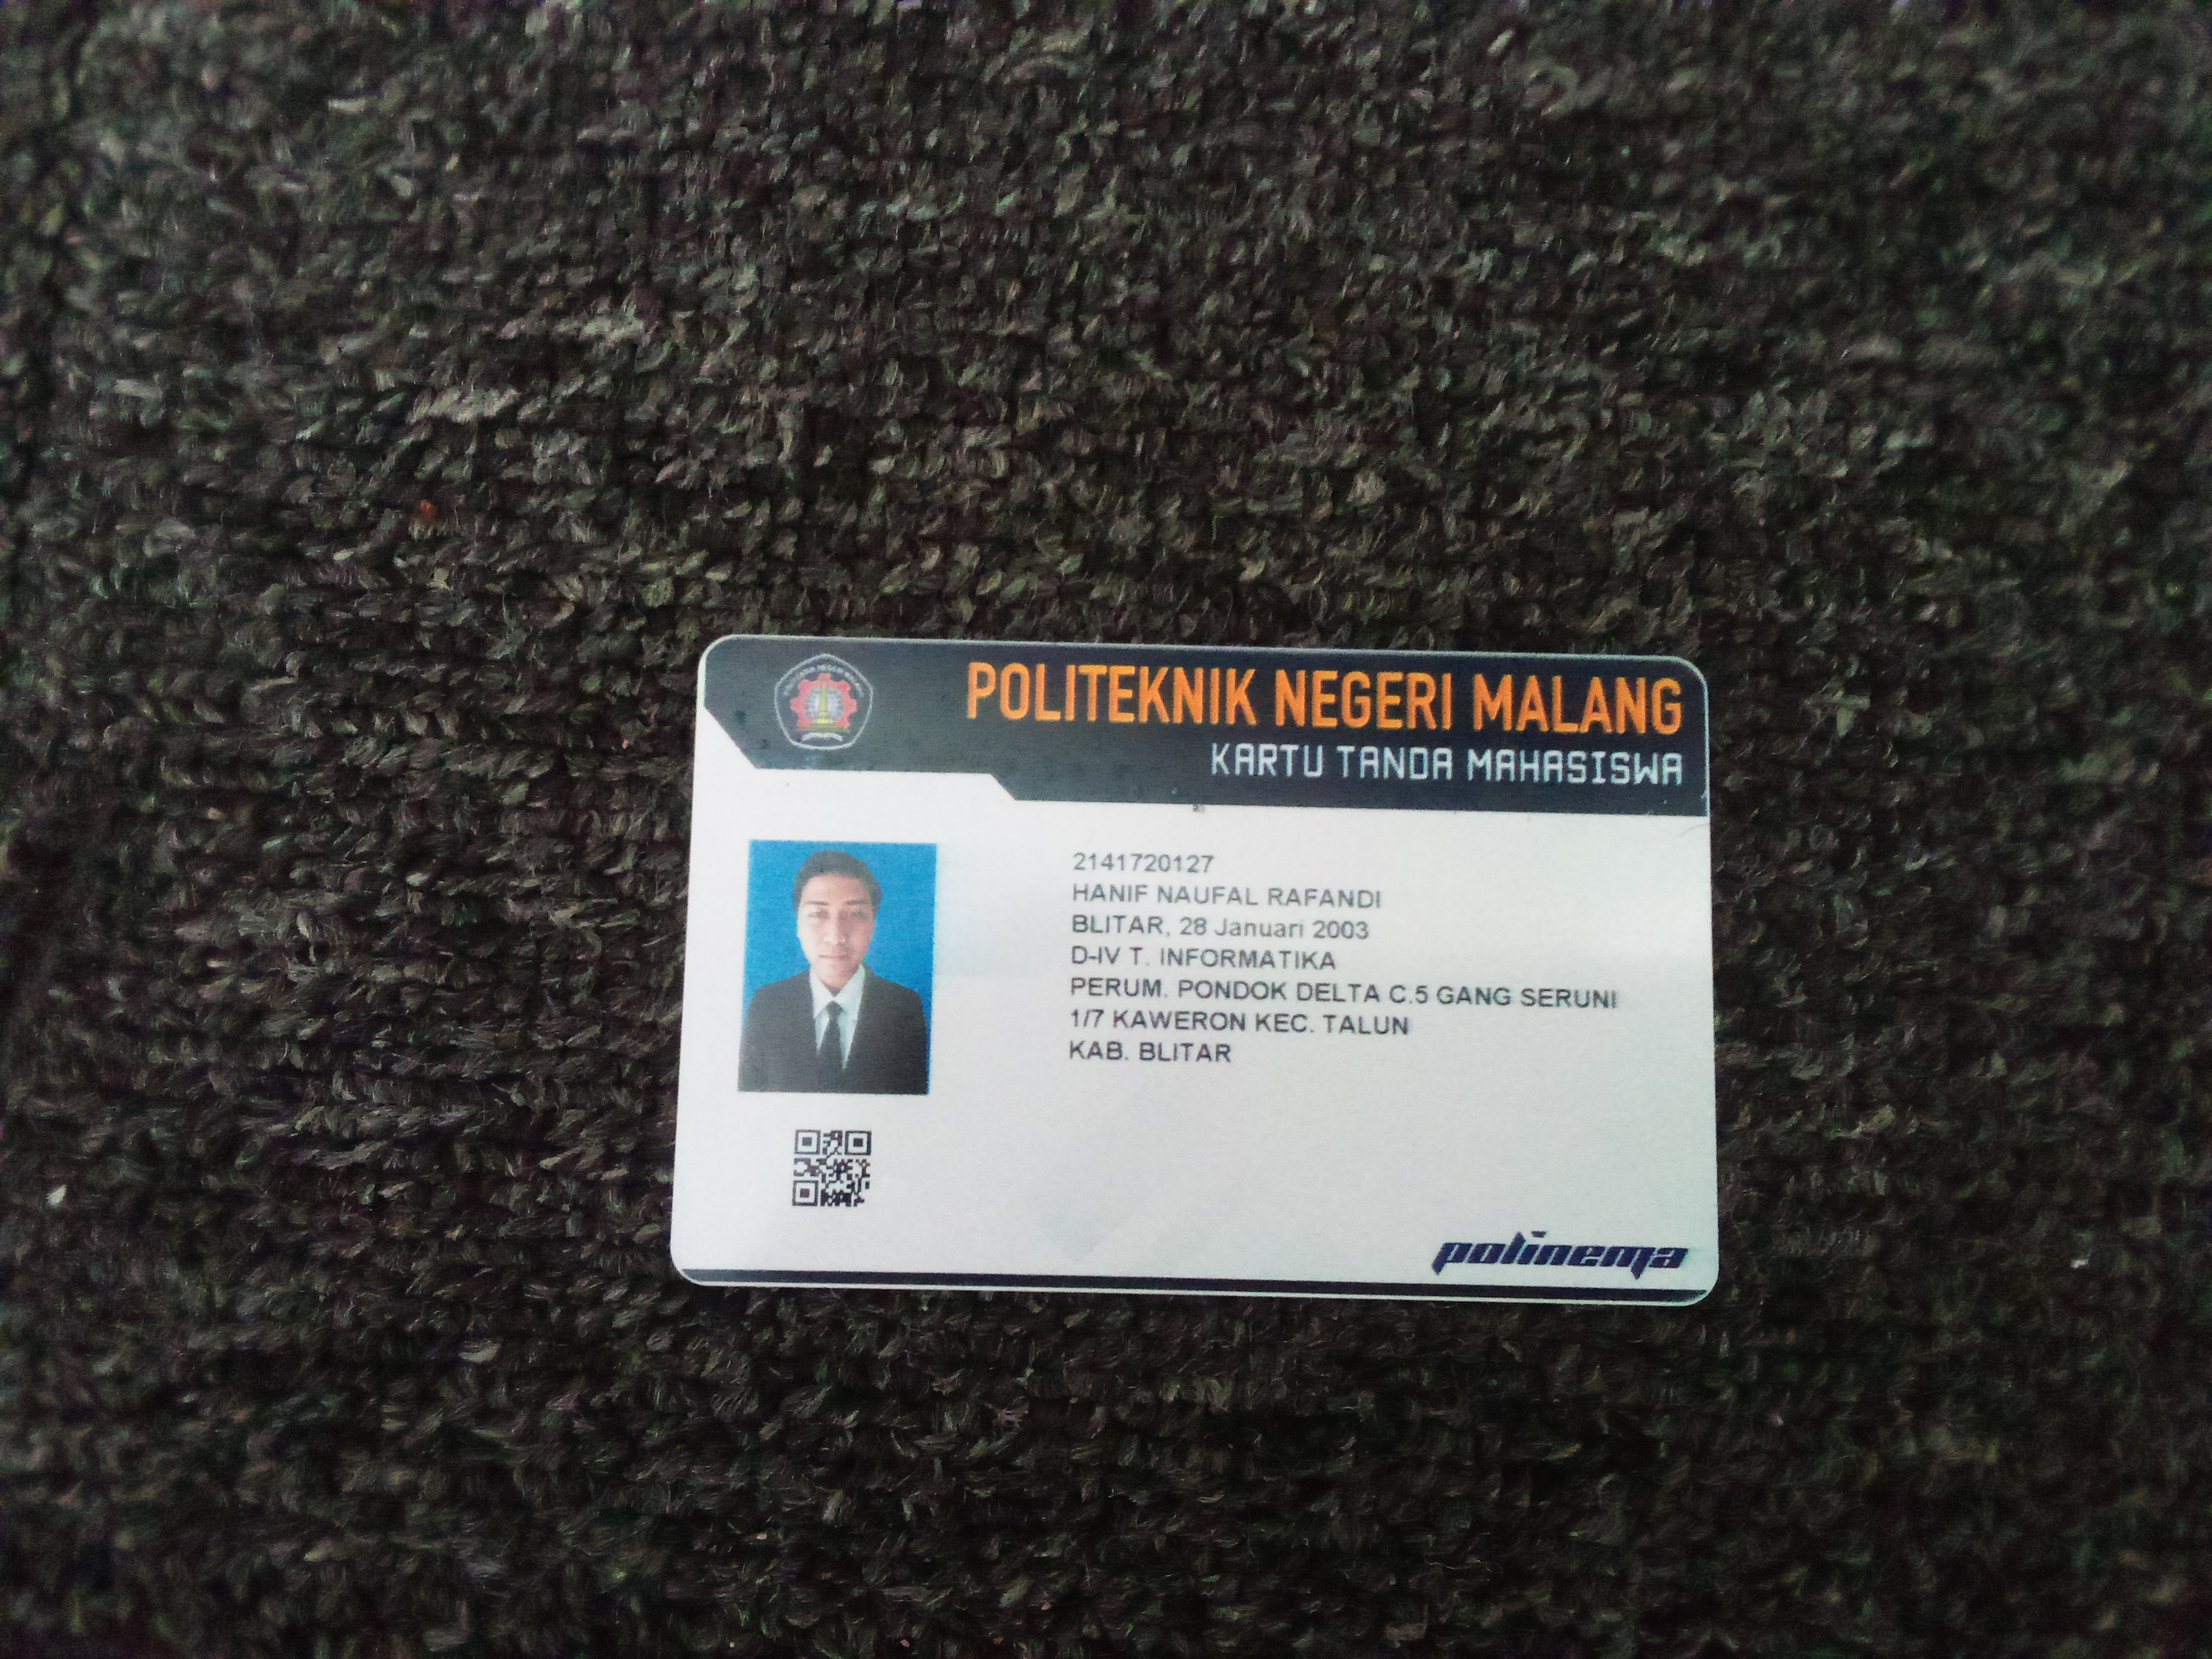 POLITEKNIK NEGERI MALANG
KARTU TANDA MAHASISWA
2141720127
HANIF NAUFAL RAFANDI
BLITAR, 28 Januari 2003
D-IV T. INFORMATIKA
PERUM. PONDOK DELTA C.5 GANG SERUNI
1/7 KAWERON KEC. TALUN
KAB. BLITAR
polinema